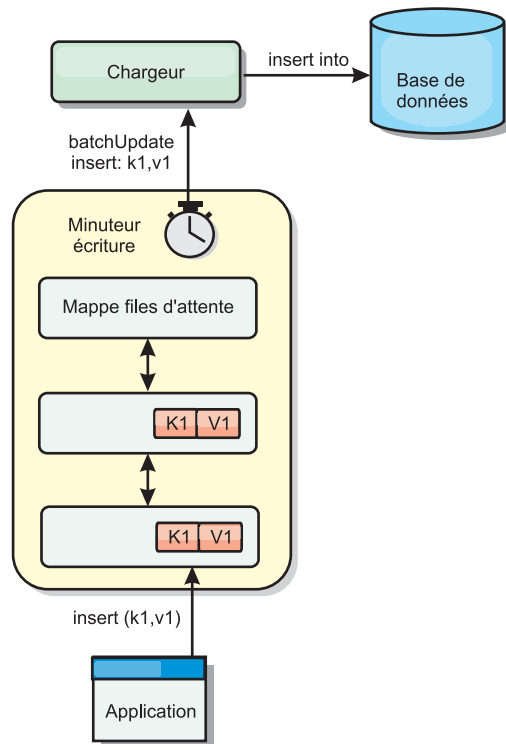 Chargeur
insert into
Base de
données
batchUpdate
insert: k1,v1
Minuteur
écriture
Mappe files d'attente
K1 V1
K1 V1
insert (k1,v1)
Application